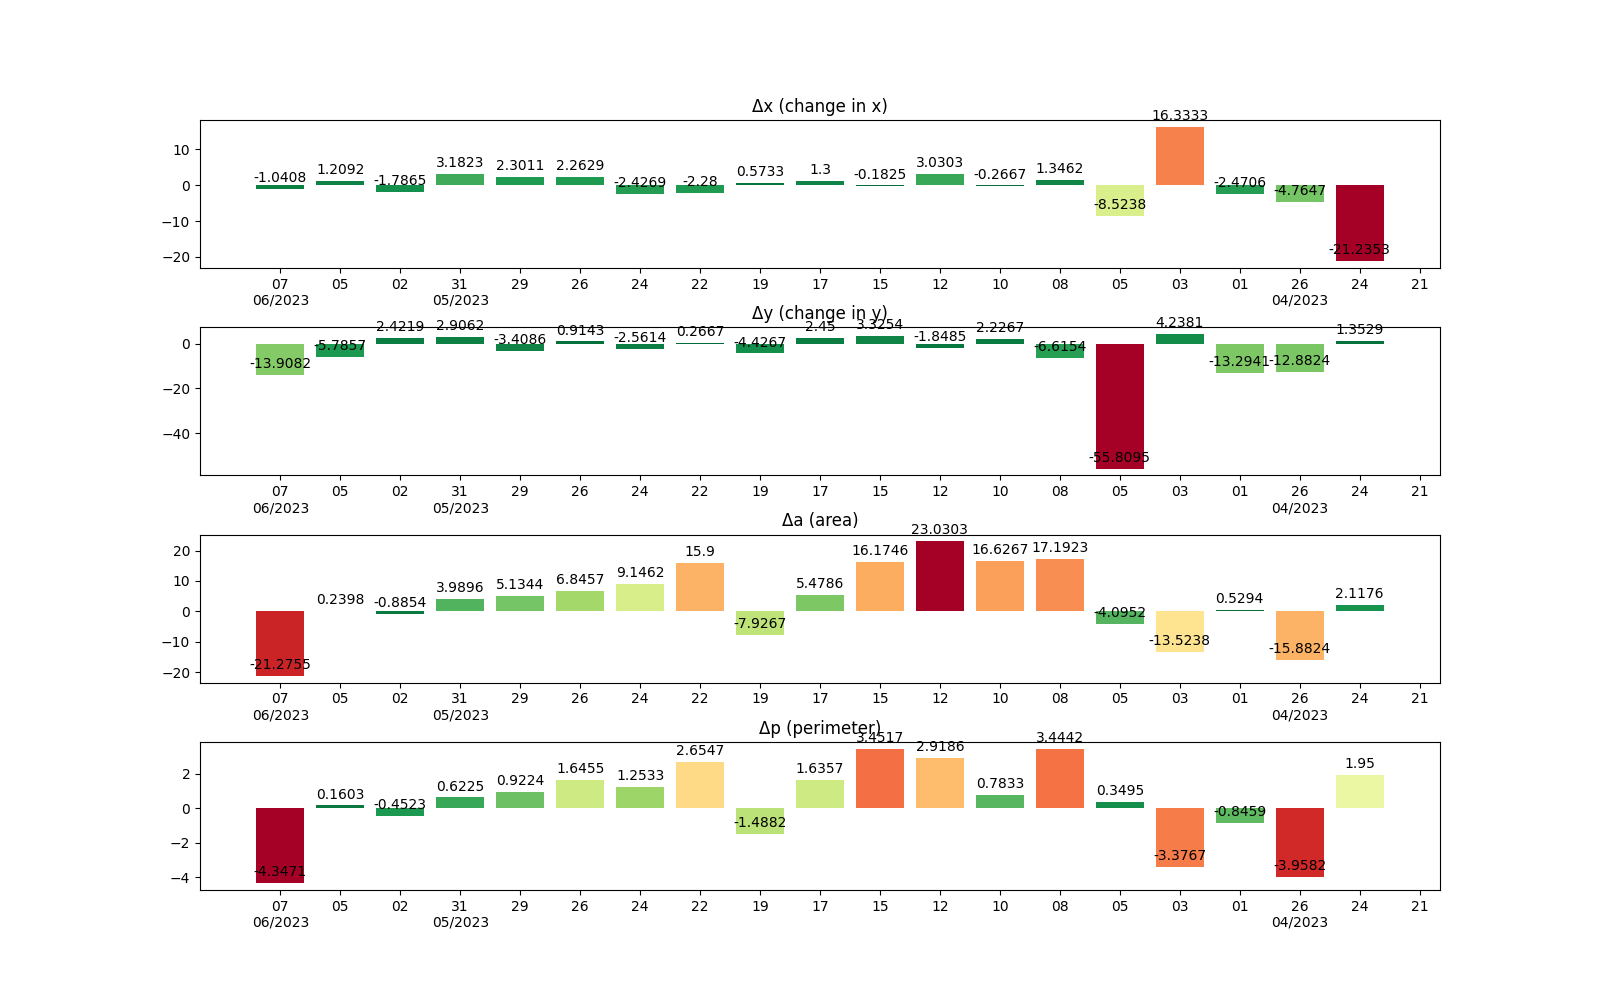 Δx (change in x)
-1.0408 1.2092 -1.7865 3.1823 2.3011 2.2629 -2.4269 -2.28 0.5733 1.3 -0.1825 3.0303 -0.2667 1.3462 -8.5238 16.3333 -2.4706 -4.7647 -21.2353
10
0
−10
−20
07 05 02 31 29 26 24 22 19 17 15 12 10 08 05 03 01 26 24 21
06/2023 05/2023 04/2023
Δy (change in y)
-13.9082 -5.7857 2.4219 2.9062 -3.4086 0.9143 -2.5614 0.2667 -4.4267 2.45 3.3254 -1.8485 2.2267 -6.6154 -55.8095 4.2381 -13.2941 -12.8824 1.3529
0
−20
−40
07 05 02 31 29 26 24 22 19 17 15 12 10 08 05 03 01 26 24 21
06/2023 05/2023 04/2023
Δa (area)
-21.2755 0.2398 -0.8854 3.9896 5.1344 6.8457 9.1462 15.9 -7.9267 5.4786 16.1746 23.0303 16.6267 17.1923 -4.0952 -13.5238 0.5294 -15.8824 2.1176
20
10
0
−10
−20
07 05 02 31 29 26 24 22 19 17 15 12 10 08 05 03 01 26 24 21
06/2023 05/2023 04/2023
Δp (perimeter)
-4.3471 0.1603 -0.4523 0.6225 0.9224 1.6455 1.2533 2.6547 -1.4882 1.6357 3.4517 2.9186 0.7833 3.4442 0.3495 -3.3767 -0.8459 -3.9582 1.95
2
0
−2
−4
07 05 02 31 29 26 24 22 19 17 15 12 10 08 05 03 01 26 24 21
06/2023 05/2023 04/2023